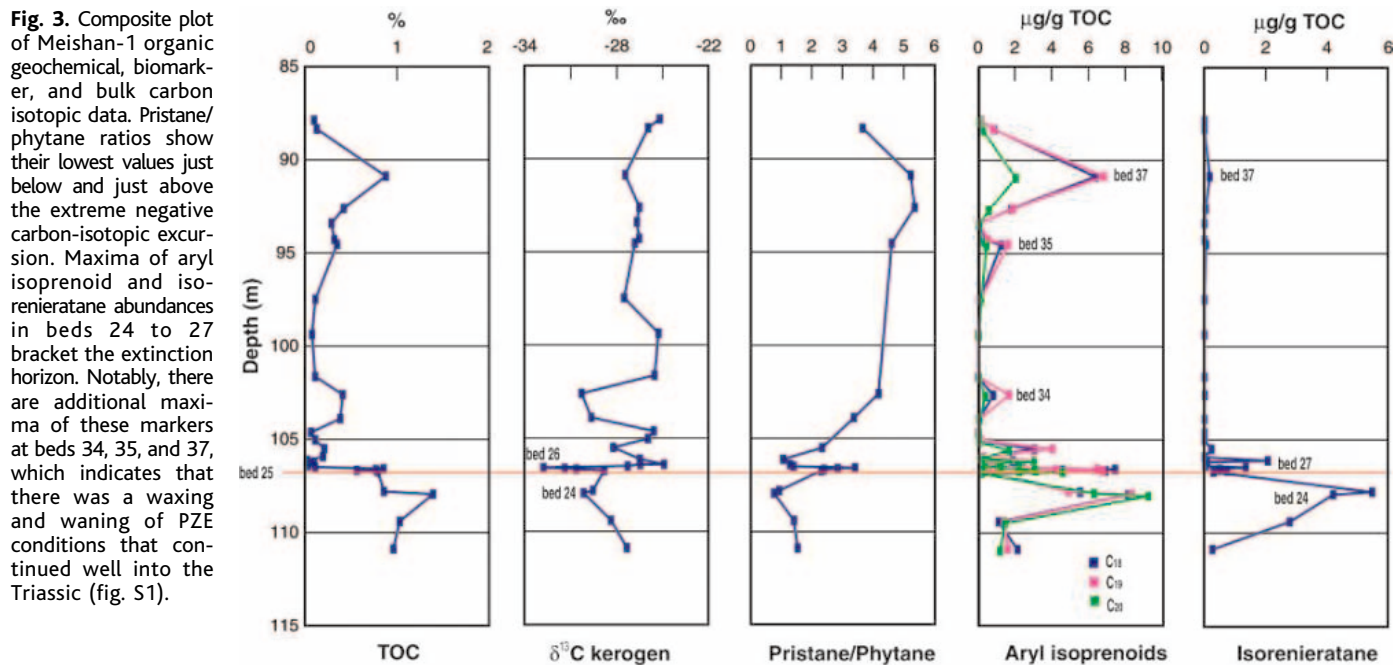 Fig. 3. Composite plot
of Meishan-1 organic
geochemical, biomark-
er, and bulk carbon
isotopic data. Pristane/
phytane ratios show
their lowest values just
below and just above
the extreme negative
carbon-isotopic excur-
sion. Maxima of aryl
isoprenoid and iso-
renieratane abundances
in beds 24 to 27
bracket the extinction
horizon. Notably, there
are additional maxi-
ma of these markers
at beds 34, 35, and 37,
which indicates that
there was a waxing
and waning of PZE
conditions that con-
tinued well into the
Triassic (fig. S1).
% ‰ μg/g TOC μg/g TOC
0 1 2
-34 -28 -22
0 1 2 3 4 5 6
0 2 4 6 8 10
0 2 4 6
Depth (m)
85
90
95
100
105
110
115
bed 25
bed 26
bed 24
bed 37
bed 35
bed 34
C18
C19
C20
bed 37
bed 27
bed 24
TOC
δ13C kerogen
Pristane/Phytane
Aryl isoprenoids
Isorenieratane